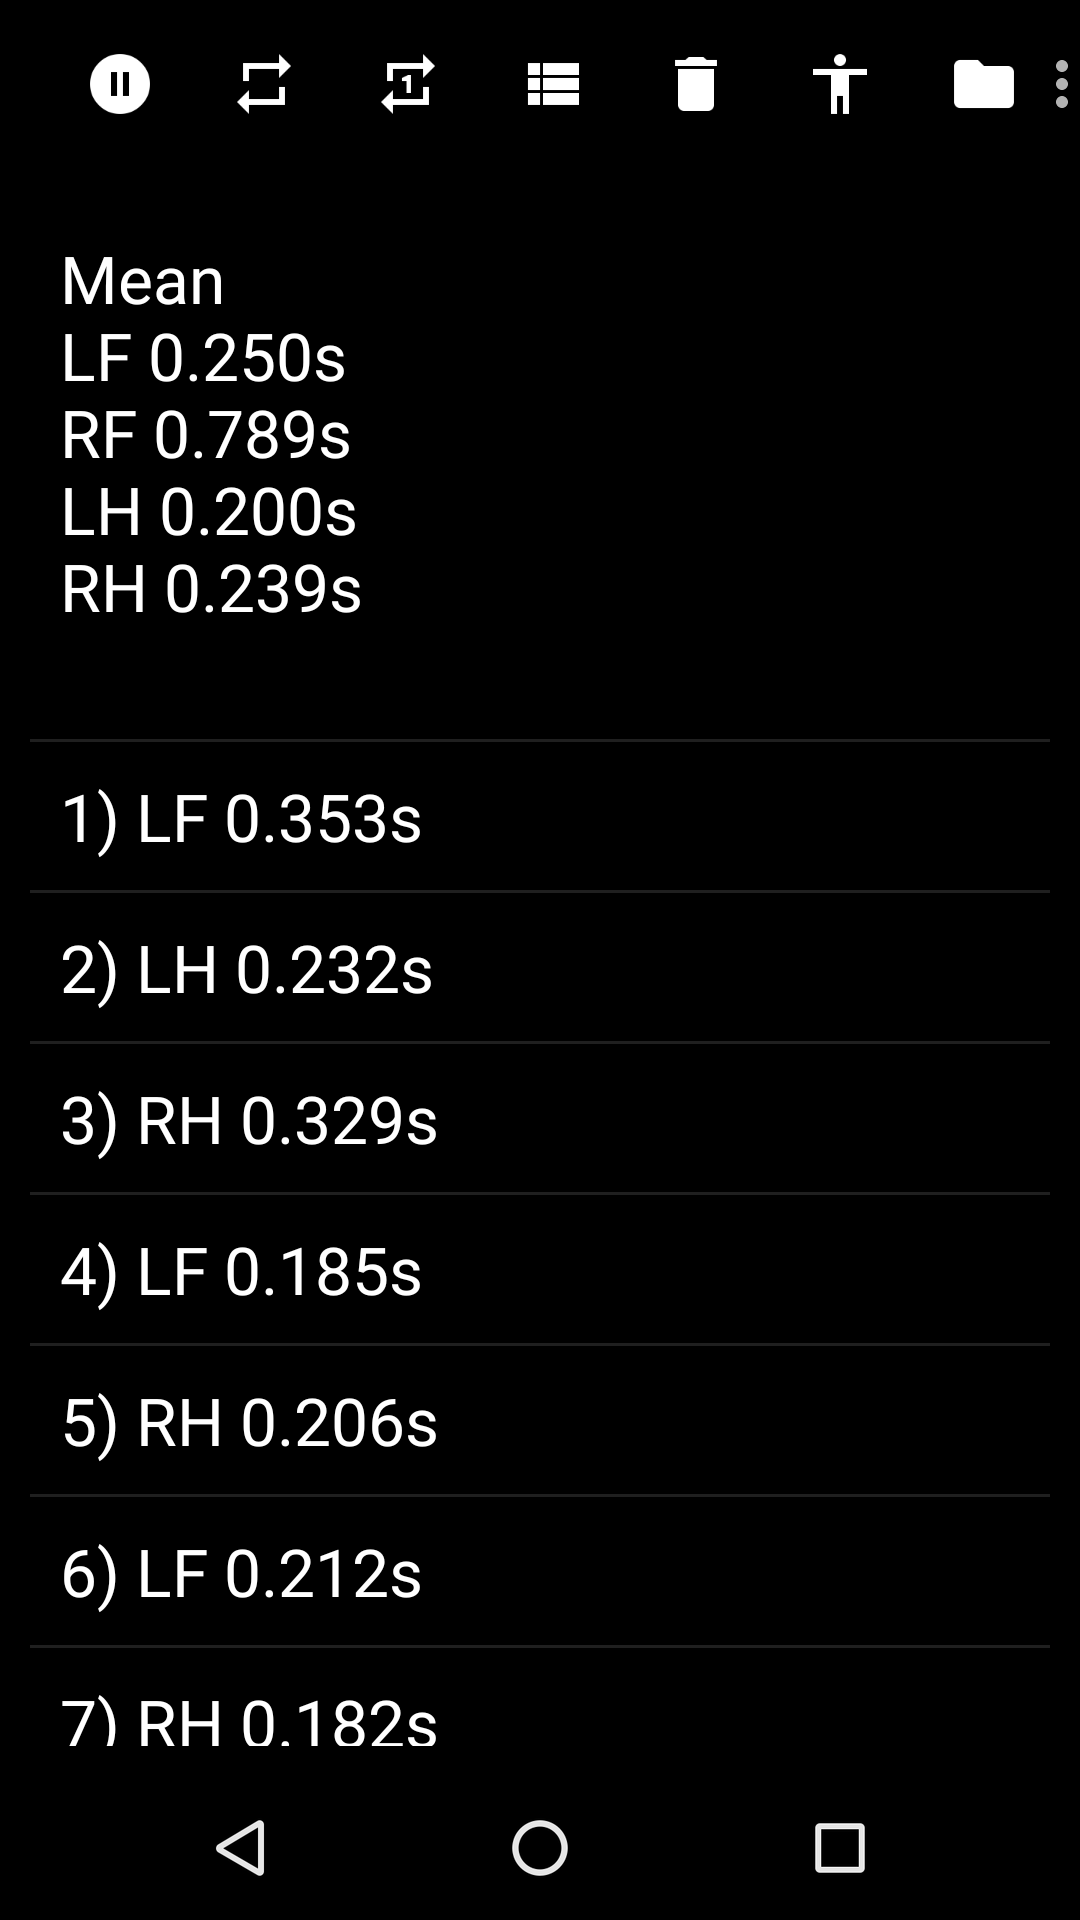 1
Mean
LF 0.250s
RF 0.789s
LH 0.200s
RH 0.239s
1) LF 0.353s
2) LH 0.232s
3) RH 0.329s
4) LF 0.185s
5) RH 0.206s
6) LF 0.212s
7) RH 0.182s